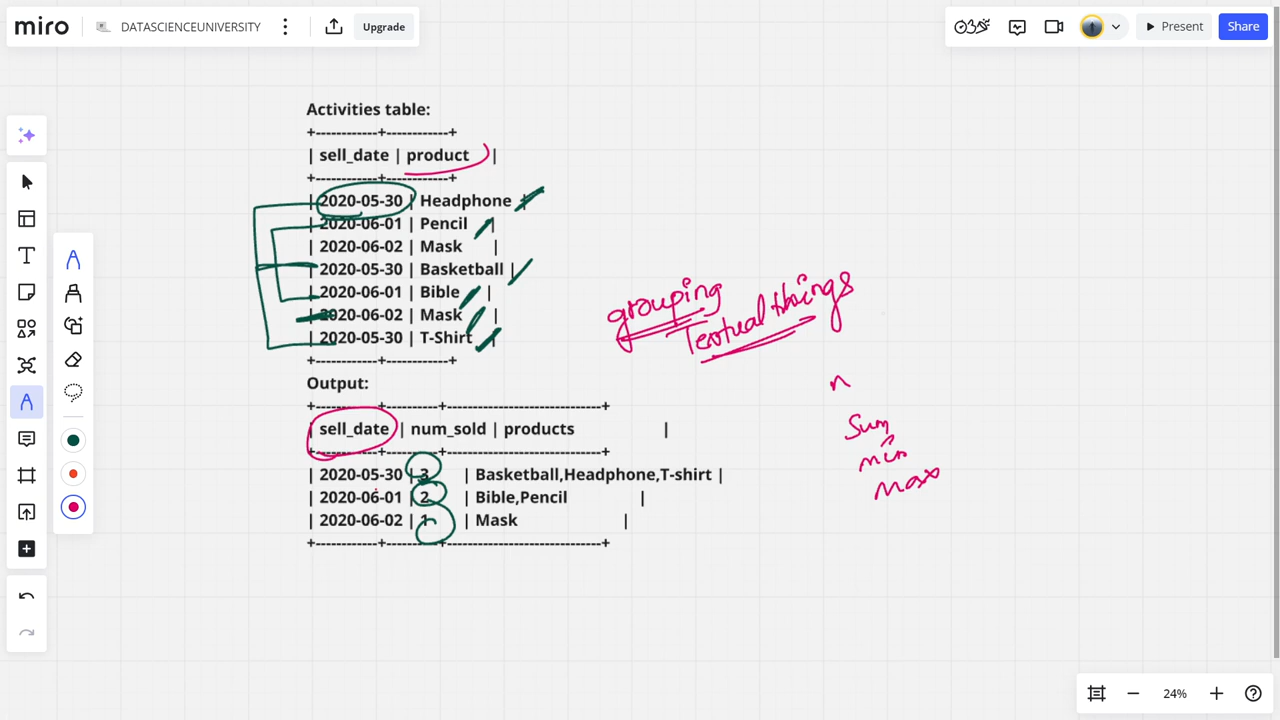 miro DATASCIENCEUNIVERSITY Upgrade Present Share
Activities table:
+------------+------------+
| sell_date | product |
+------------+------------+
| 2020-05-30 | Headphone |
| 2020-06-01 | Pencil |
| 2020-06-02 | Mask |
| 2020-05-30 | Basketball |
| 2020-06-01 | Bible |
| 2020-06-02 | Mask |
| 2020-05-30 | T-Shirt |
+------------+------------+
Output:
+------------+----------+------------------------------+
| sell_date | num_sold | products |
+------------+----------+------------------------------+
| 2020-05-30 | 3 | Basketball,Headphone,T-shirt |
| 2020-06-01 | 2 | Bible,Pencil |
| 2020-06-02 | 1 | Mask |
+------------+----------+------------------------------+
grouping
Textual things
n
Sum
min
max
24%